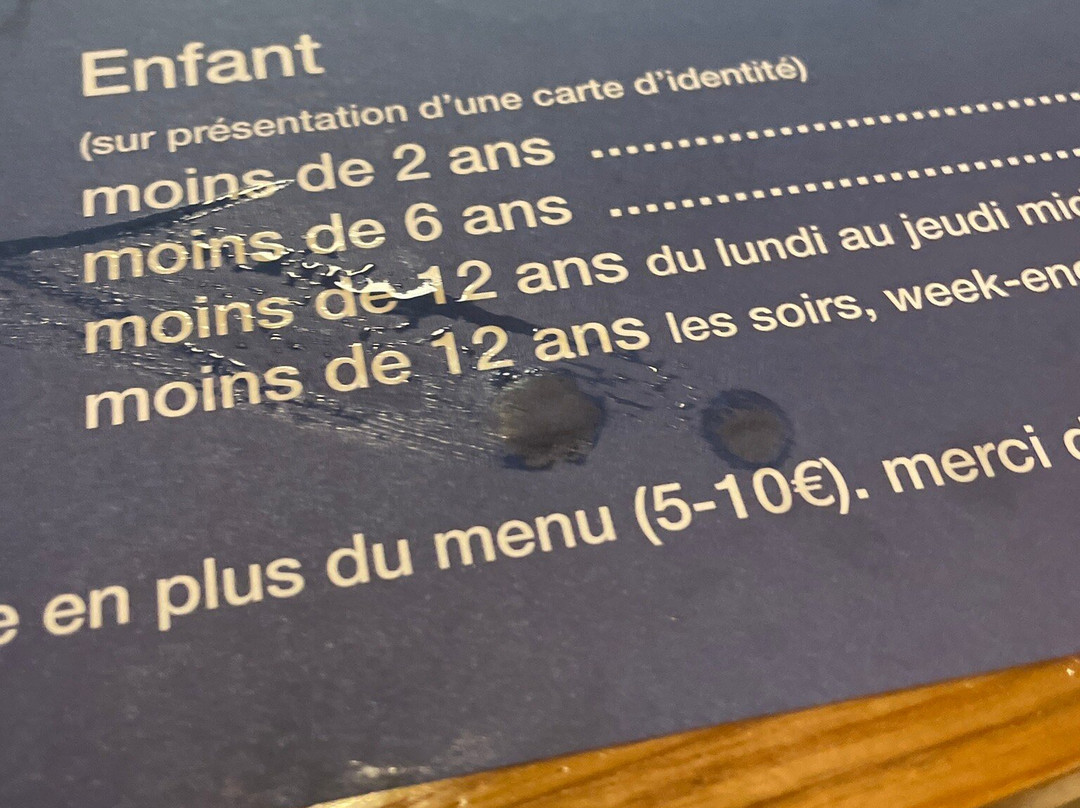 Enfant
(sur présentation d'une carte d'identité)
moins de 2 ans ................................
moins de 6 ans ................................
moins de 12 ans du lundi au jeudi
moins de 12 ans les soirs,
en plus du menu (5-10€). merci